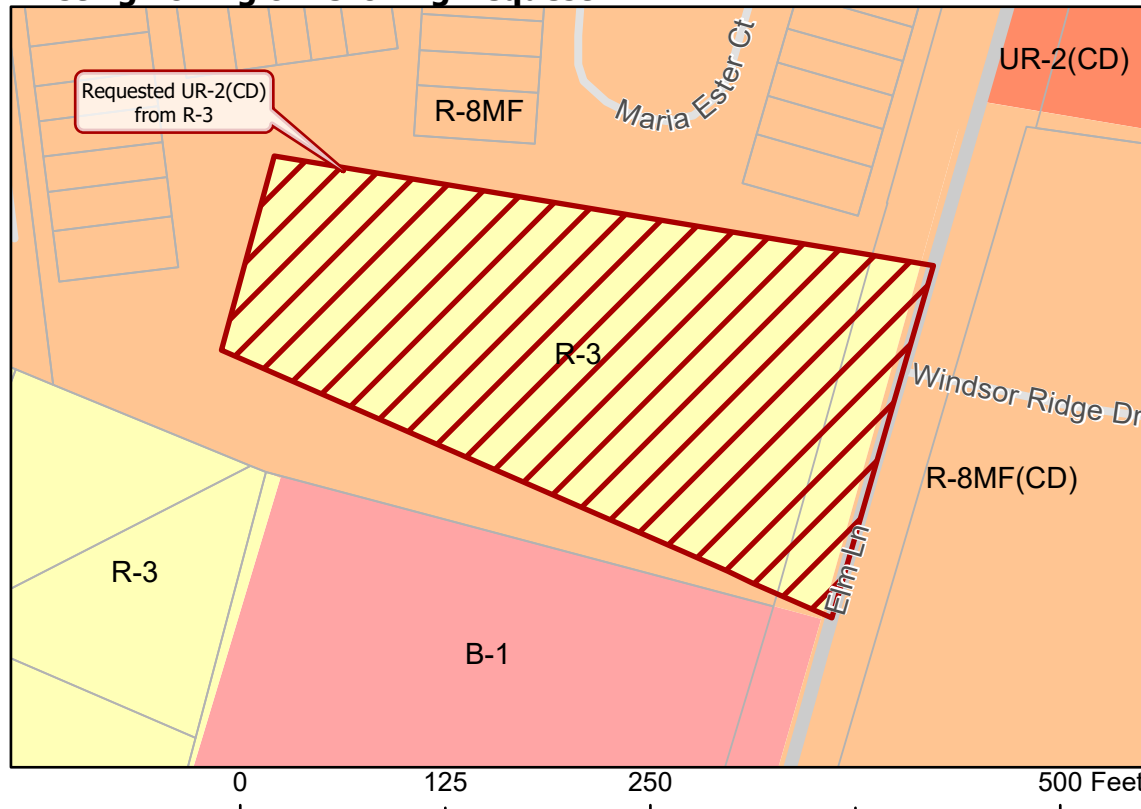 UR-2(CD)
Requested UR-2(CD)
from R-3
R-8MF
Maria Ester Ct
R-3
Windsor Ridge Dr
R-8MF(CD)
Elm Ln
R-3
B-1
0 125 250 500 Feet